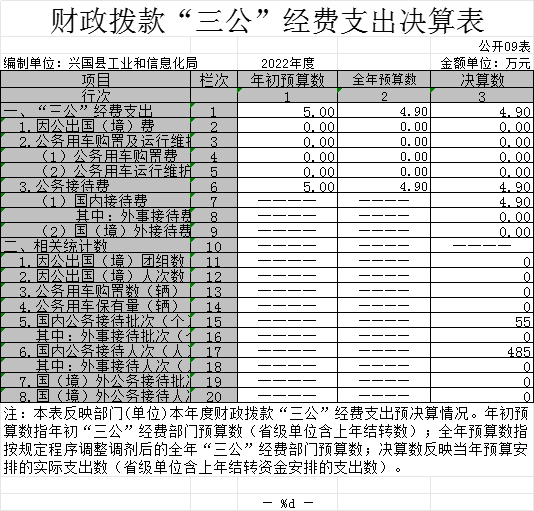 财政拨款“三公”经费支出决算表
公开09表
编制单位：兴国县工业和信息化局 2022年度 金额单位：万元
项目 栏次 年初预算数 全年预算数 决算数
行次 1 2 3
一、“三公”经费支出 1 5.00 4.90 4.90
1.因公出国（境）费 2 0.00 0.00 0.00
2.公务用车购置及运行维护 3 0.00 0.00 0.00
（1）公务用车购置费 4 0.00 0.00 0.00
（2）公务用车运行维护 5 0.00 0.00 0.00
3.公务接待费 6 5.00 4.90 4.90
（1）国内接待费 7 ———— ———— 4.90
其中：外事接待费 8 ———— ———— 0.00
（2）国（境）外接待费 9 ———— ———— 0.00
二、相关统计数 10 ———— ———— ————
1.因公出国（境）团组数 11 ———— ———— 0
2.因公出国（境）人次数 12 ———— ———— 0
3.公务用车购置数（辆） 13 ———— ———— 0
4.公务用车保有量（辆） 14 ———— ———— 0
5.国内公务接待批次（个 15 ———— ———— 55
其中：外事接待批次（ 16 ———— ———— 0
6.国内公务接待人次（人 17 ———— ———— 485
其中：外事接待人次（ 18 ———— ———— 0
7.国（境）外公务接待批 19 ———— ———— 0
8.国（境）外公务接待人 20 ———— ———— 0
注：本表反映部门(单位)本年度财政拨款“三公”经费支出预决算情况。年初预
算数指年初“三公”经费部门预算数（省级单位含上年结转数）；全年预算数指
按规定程序调整调剂后的全年“三公”经费部门预算数；决算数反映当年预算安
排的实际支出数（省级单位含上年结转资金安排的支出数）。
— %d —